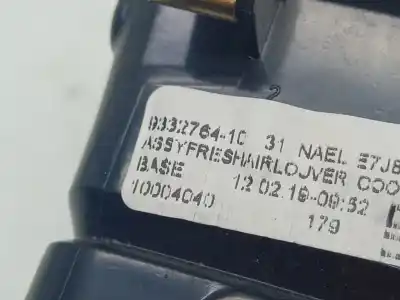 2
9332764-10 31 NAEL E7J8
ASSYFRESHAIRLOUVER COO
BASE 12.02.19-09:52
10004040 179